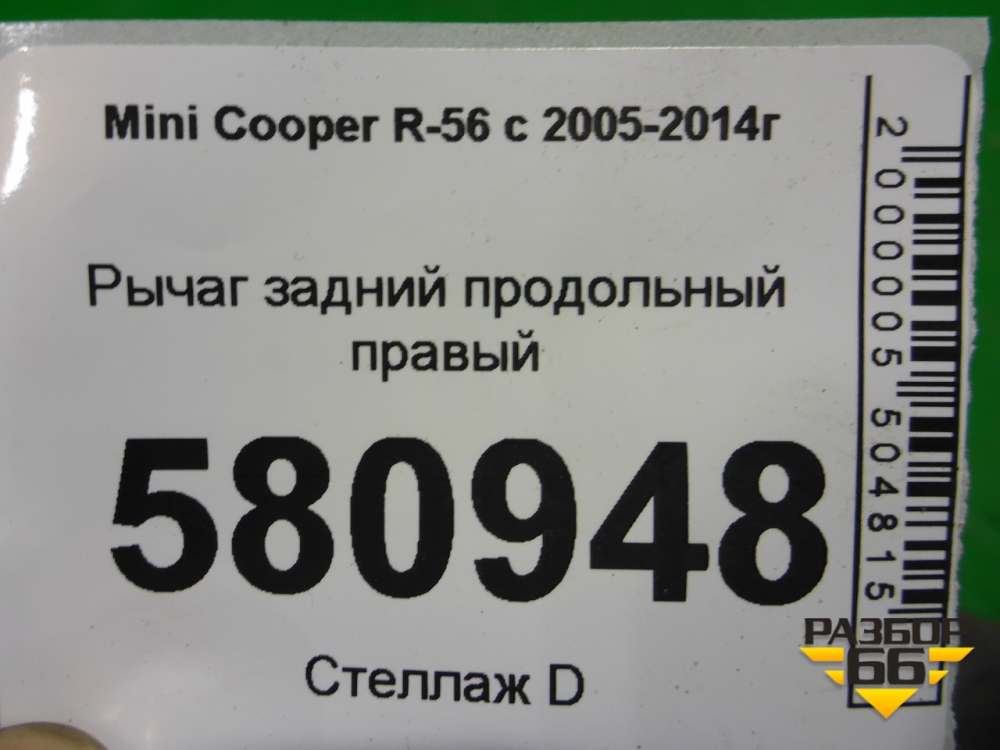 Mini Cooper R-56 с 2005-2014г
Рычаг задний продольный
правый
580948
Стеллаж D
2000005504815
РАЗБОР
66